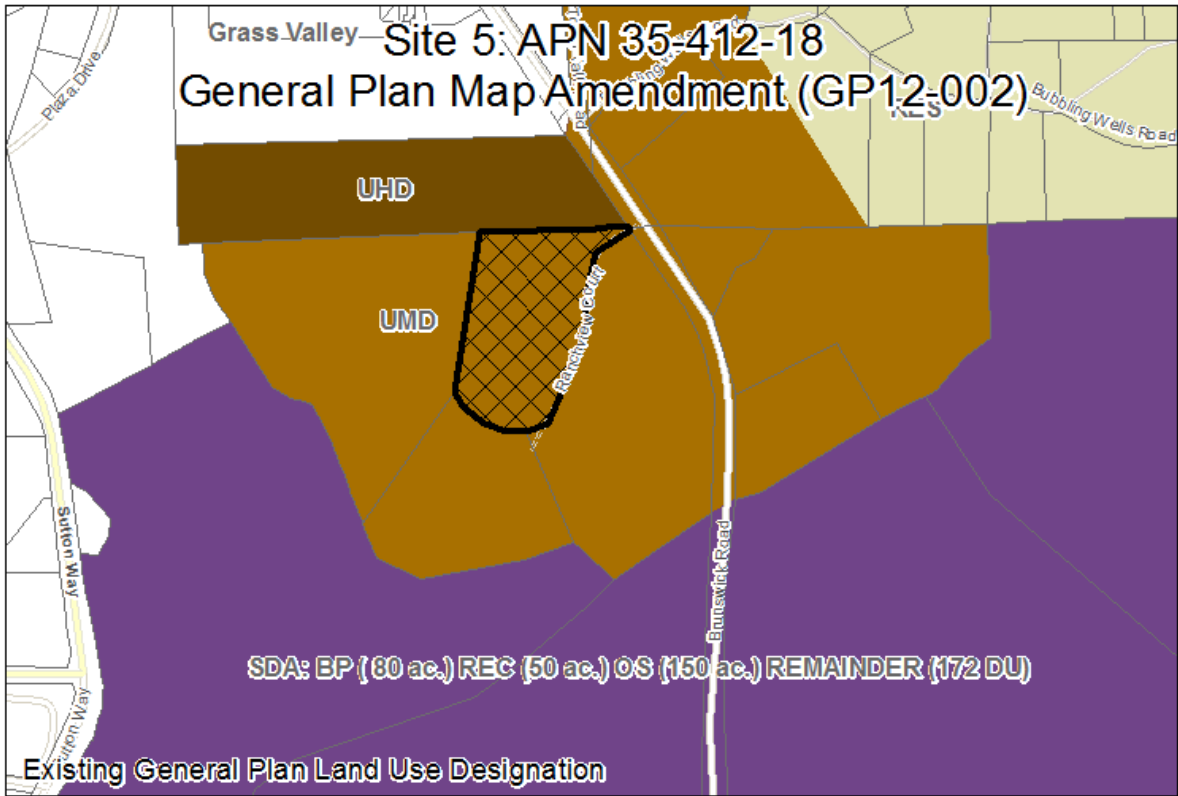 Grass Valley
Site 5: APN 35-412-18
General Plan Map Amendment (GP12-002)
Plaza Drive
Bubbling Wells Road
RES
UHD
UMD
Ranchview Court
Sutton Way
Brunswick Road
SDA: BP ( 80 ac.) REC (50 ac.) OS (150 ac.) REMAINDER (172 DU)
Sutton Way
Existing General Plan Land Use Designation